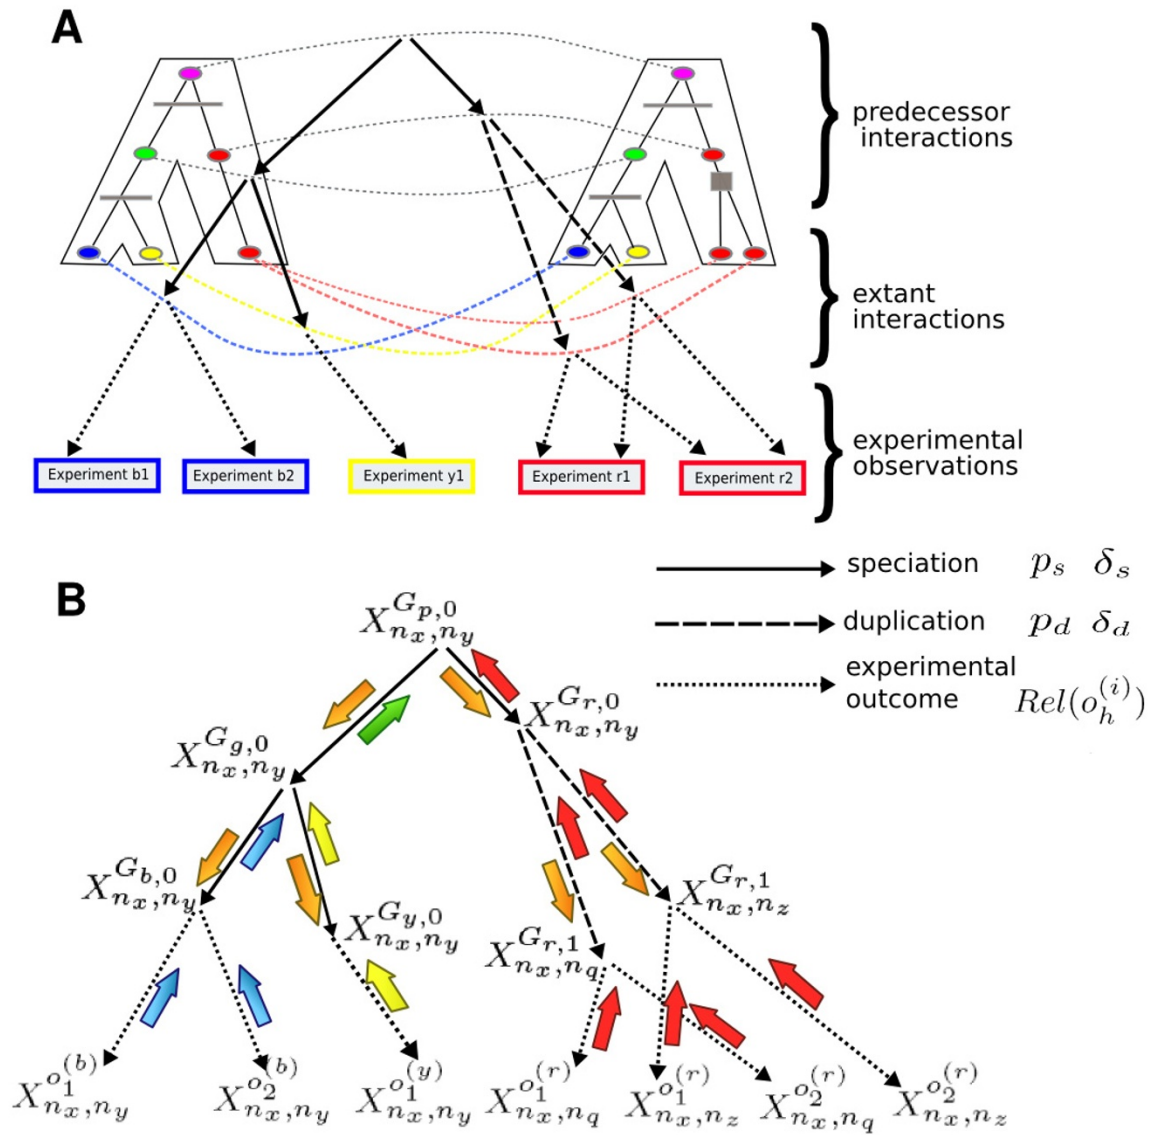 A
predecessor
interactions
extant
interactions
experimental
observations
Experiment b1
Experiment b2
Experiment y1
Experiment r1
Experiment r2
speciation p_s δ_s
duplication p_d δ_d
experimental
outcome Rel(o_h^{(i)})
B
X_{n_x,n_y}^{G_p,0}
X_{n_x,n_y}^{G_r,0}
X_{n_x,n_y}^{G_g,0}
X_{n_x,n_y}^{G_b,0}
X_{n_x,n_z}^{G_r,1}
X_{n_x,n_y}^{G_y,0}
X_{n_x,n_q}^{G_r,1}
X_{n_x,n_y}^{o_1^{(b)}}
X_{n_x,n_y}^{o_2^{(b)}}
X_{n_x,n_y}^{o_1^{(y)}}
X_{n_x,n_q}^{o_1^{(r)}}
X_{n_x,n_z}^{o_1^{(r)}}
X_{n_x,n_q}^{o_2^{(r)}}
X_{n_x,n_z}^{o_2^{(r)}}